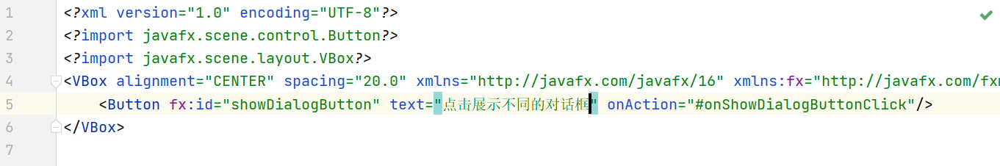 1 <?xml version="1.0" encoding="UTF-8"?>
2 <?import javafx.scene.control.Button?>
3 <?import javafx.scene.layout.VBox?>
4 <VBox alignment="CENTER" spacing="20.0" xmlns="http://javafx.com/javafx/16" xmlns:fx="http://javafx.com/fx
5 <Button fx:id="showDialogButton" text="点击展示不同的对话框" onAction="#onShowDialogButtonClick"/>
6 </VBox>
7